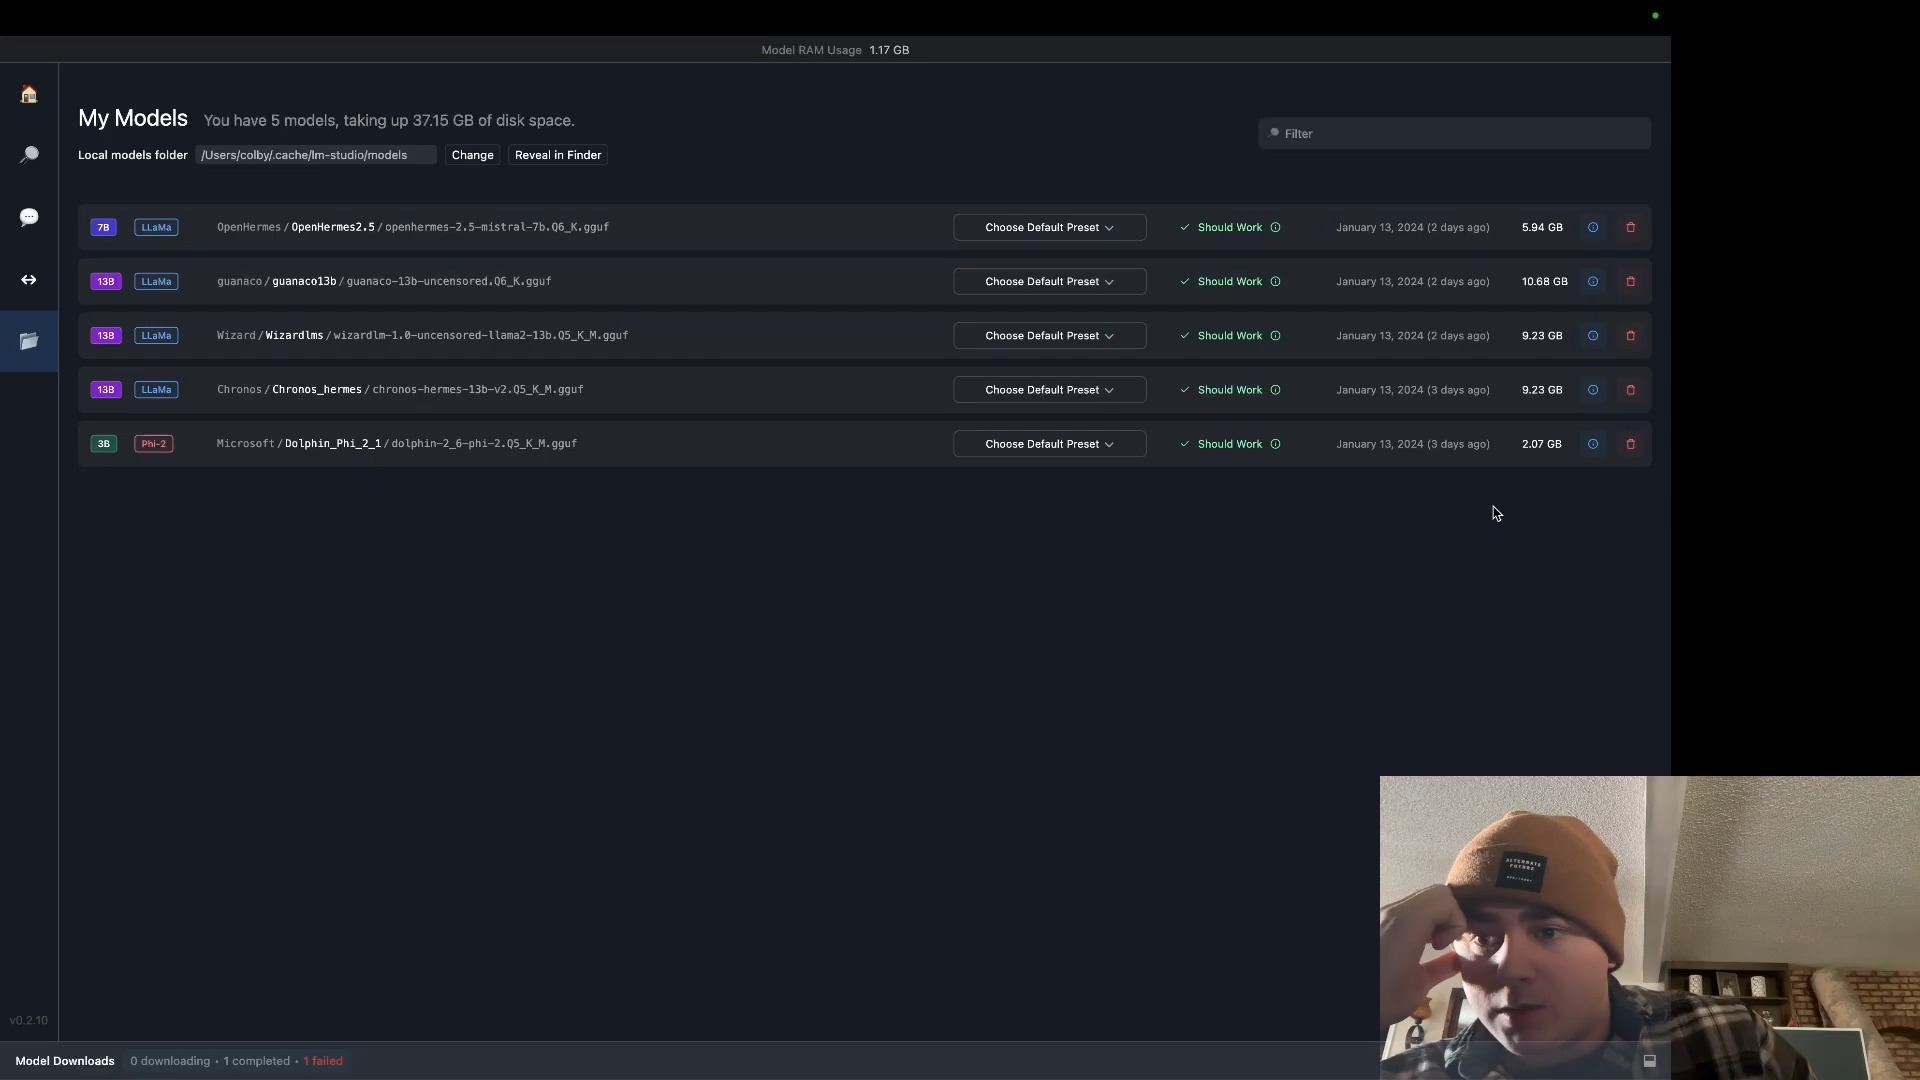 Model RAM Usage 1.17 GB
My Models You have 5 models, taking up 37.15 GB of disk space.
Filter
Local models folder /Users/colby/.cache/lm-studio/models Change Reveal in Finder
7B LLaMa OpenHermes/OpenHermes2.5/openhermes-2.5-mistral-7b.Q6_K.gguf Choose Default Preset Should Work January 13, 2024 (2 days ago) 5.94 GB
13B LLaMa guanaco/guanaco13b/guanaco-13b-uncensored.Q6_K.gguf Choose Default Preset Should Work January 13, 2024 (2 days ago) 10.68 GB
13B LLaMa Wizard/Wizardlms/wizardlm-1.0-uncensored-llama2-13b.Q5_K_M.gguf Choose Default Preset Should Work January 13, 2024 (2 days ago) 9.23 GB
13B LLaMa Chronos/Chronos_hermes/chronos-hermes-13b-v2.Q5_K_M.gguf Choose Default Preset Should Work January 13, 2024 (3 days ago) 9.23 GB
3B Phi-2 Microsoft/Dolphin_Phi_2_1/dolphin-2_6-phi-2.Q5_K_M.gguf Choose Default Preset Should Work January 13, 2024 (3 days ago) 2.07 GB
ALTERNATE
FUTURE
v0.2.10
Model Downloads 0 downloading • 1 completed • 1 failed